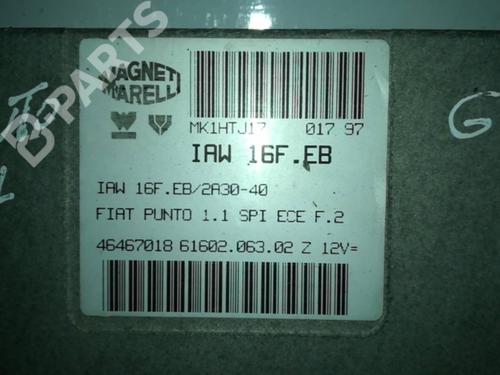 B-PARTS
MAGNETI
MARELLI
MK1HTJ17 017 97
IAW 16F.EB
IAW 16F.EB/2A30-40
FIAT PUNTO 1.1 SPI ECE F.2
46467018 61602.063.02 Z 12V=
G